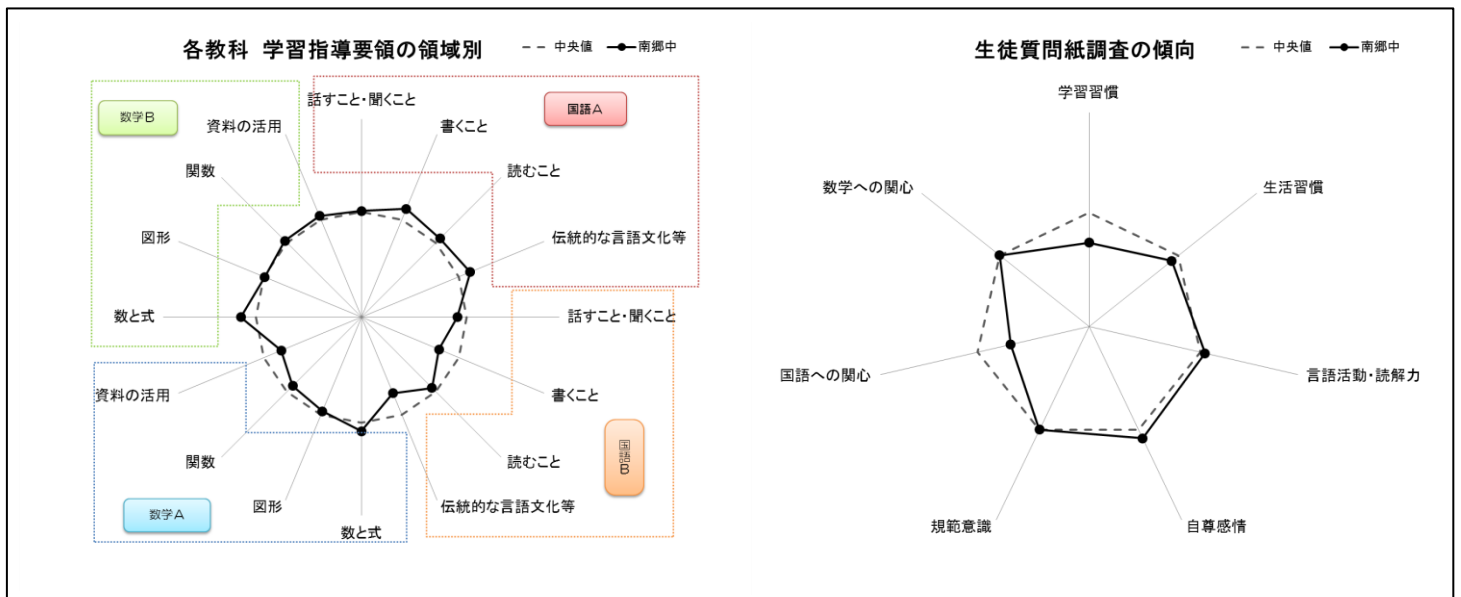 各教科 学習指導要領の領域別
中央値
南郷中
話すこと・聞くこと
書くこと
読むこと
伝統的な言語文化等
話すこと・聞くこと
書くこと
読むこと
伝統的な言語文化等
数と式
図形
関数
資料の活用
数と式
図形
関数
資料の活用
国語A
国語B
数学A
数学B
生徒質問紙調査の傾向
中央値
南郷中
学習習慣
生活習慣
言語活動・読解力
自尊感情
規範意識
国語への関心
数学への関心